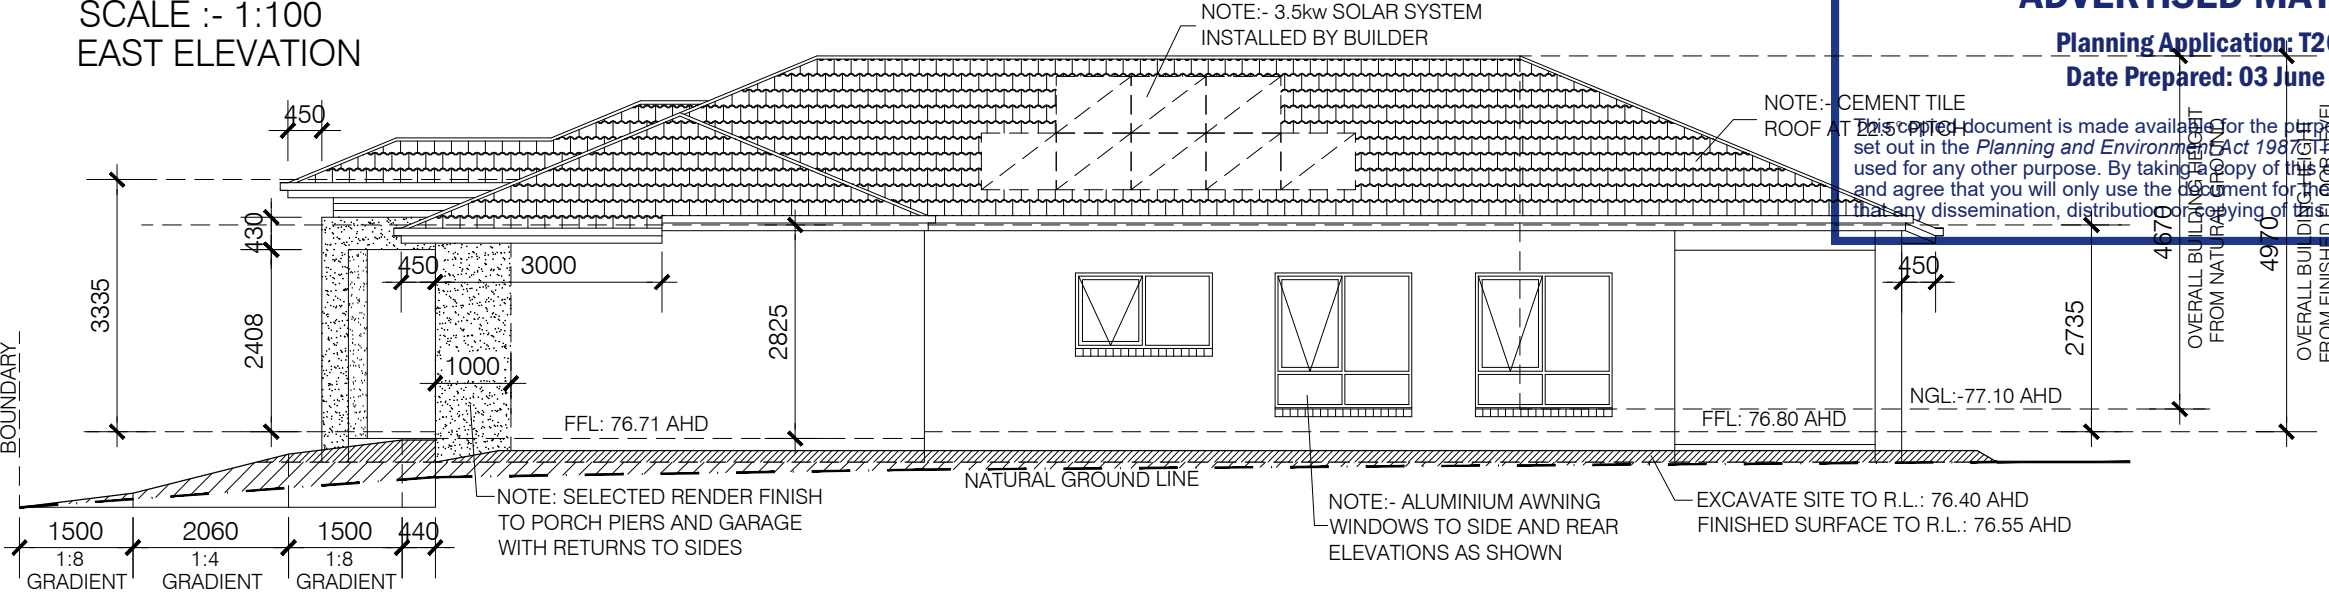 SCALE :- 1:100
EAST ELEVATION
NOTE:- 3.5kw SOLAR SYSTEM
INSTALLED BY BUILDER
Planning Application:
Date Prepared: 03 June
NOTE:- CEMENT TILE
ROOF AT 22.5° PITCH
This copied document is made available for the
set out in the Planning and Environment Act 1987.
used for any other purpose. By taking a copy of this
and agree that you will only use the document for the
that any dissemination, distribution or copying of this
450
430
3335
2408
450
3000
1000
2825
450
2735
4670
OVERALL BUILDING HEIGHT
FROM NATURAL GROUND
4970
OVERALL BUILDING HEIGHT
BOUNDARY
FFL: 76.71 AHD
FFL: 76.80 AHD
NGL:-77.10 AHD
NATURAL GROUND LINE
NOTE: SELECTED RENDER FINISH
TO PORCH PIERS AND GARAGE
WITH RETURNS TO SIDES
NOTE:- ALUMINIUM AWNING
WINDOWS TO SIDE AND REAR
ELEVATIONS AS SHOWN
EXCAVATE SITE TO R.L.: 76.40 AHD
FINISHED SURFACE TO R.L.: 76.55 AHD
1500
2060
1500
440
1:8
GRADIENT
1:4
GRADIENT
1:8
GRADIENT